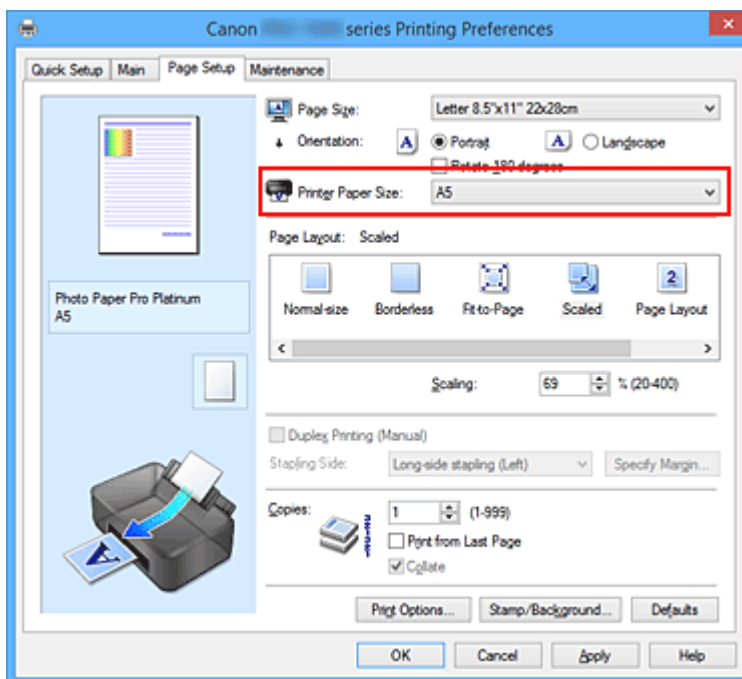 Canon series Printing Preferences
Quick Setup Main Page Setup Maintenance
Page Size: Letter 8.5"x11" 22x28cm
Orientation: A Portrait A Landscape
Rotate 180 degrees
Printer Paper Size: A5
Page Layout: Scaled
2
Normal-size Borderless Fit-to-Page Scaled Page Layout
Photo Paper Pro Platinum
A5
Scaling: 69 % (20-400)
Duplex Printing (Manual)
Stapling Side: Long-side stapling (Left) Specify Margin...
Copies: 1 (1-999)
Print from Last Page
Collate
A
Print Options... Stamp/Background... Defaults
OK Cancel Apply Help